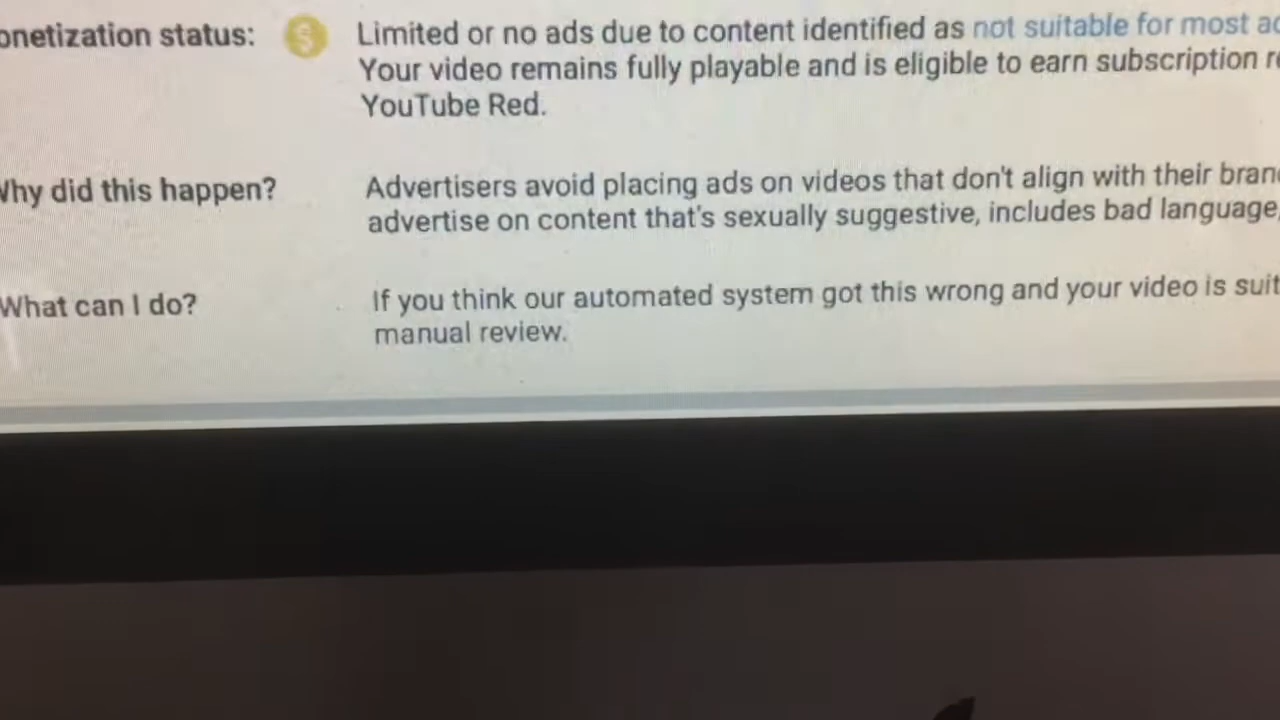 onetization status: $ Limited or no ads due to content identified as not suitable for most
Your video remains fully playable and is eligible to earn subscription
YouTube Red.
Why did this happen? Advertisers avoid placing ads on videos that don't align with their
advertise on content that's sexually suggestive, includes bad language,
What can I do? If you think our automated system got this wrong and your video is
manual review.